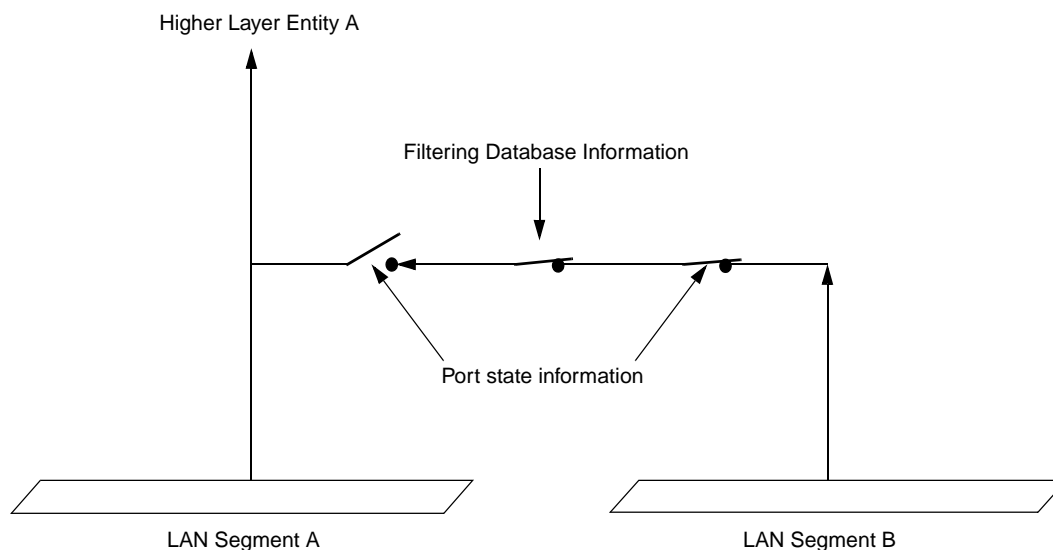 Higher Layer Entity A
Filtering Database Information
Port state information
LAN Segment A
LAN Segment B